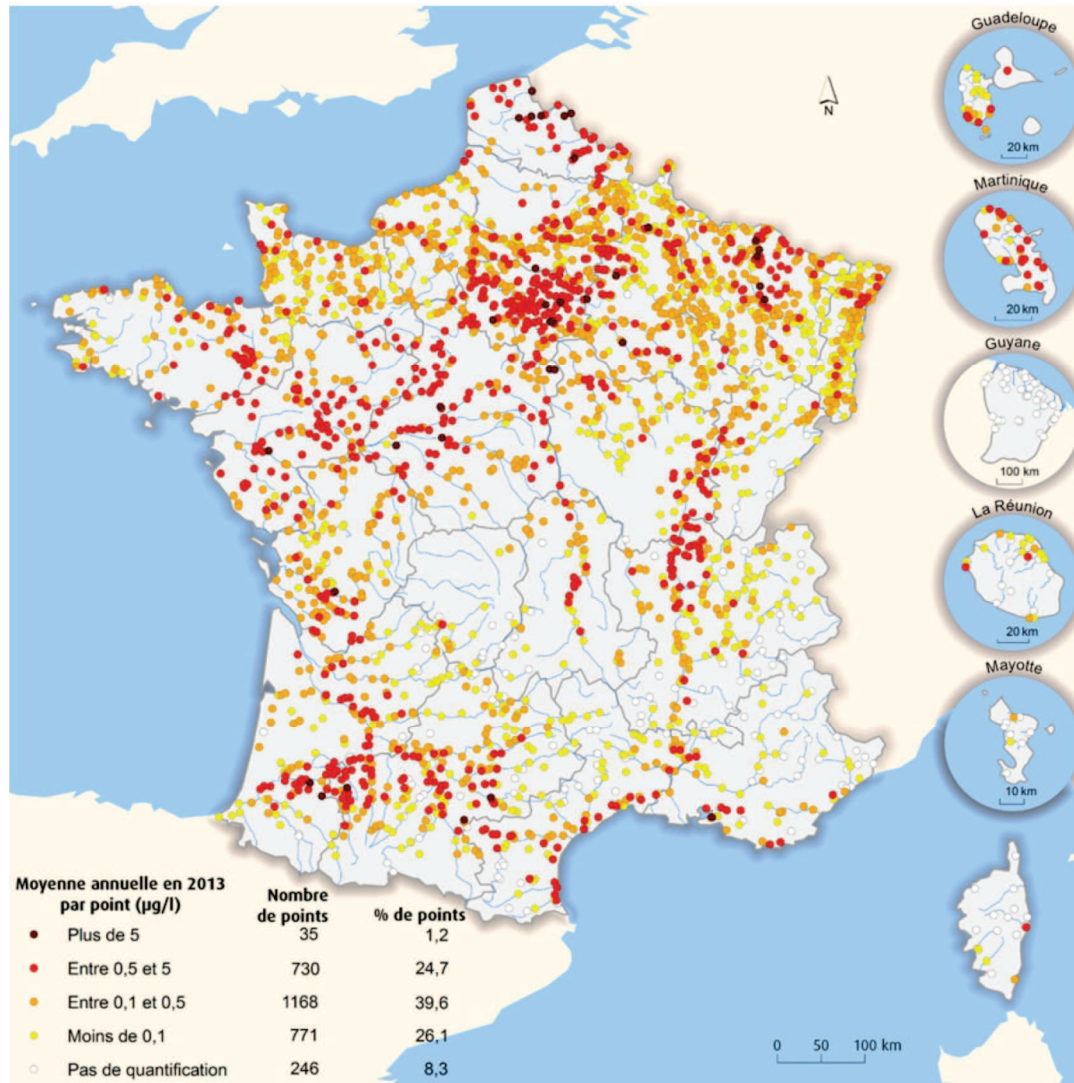 Guadeloupe
20 km
N
Martinique
20 km
Guyane
100 km
La Réunion
20 km
Mayotte
10 km
Moyenne annuelle en 2013
par point (µg/l)
Nombre
de points
% de points
Plus de 5 35 1,2
Entre 0,5 et 5 730 24,7
Entre 0,1 et 0,5 1168 39,6
Moins de 0,1 771 26,1
Pas de quantification 246 8,3
0 50 100 km